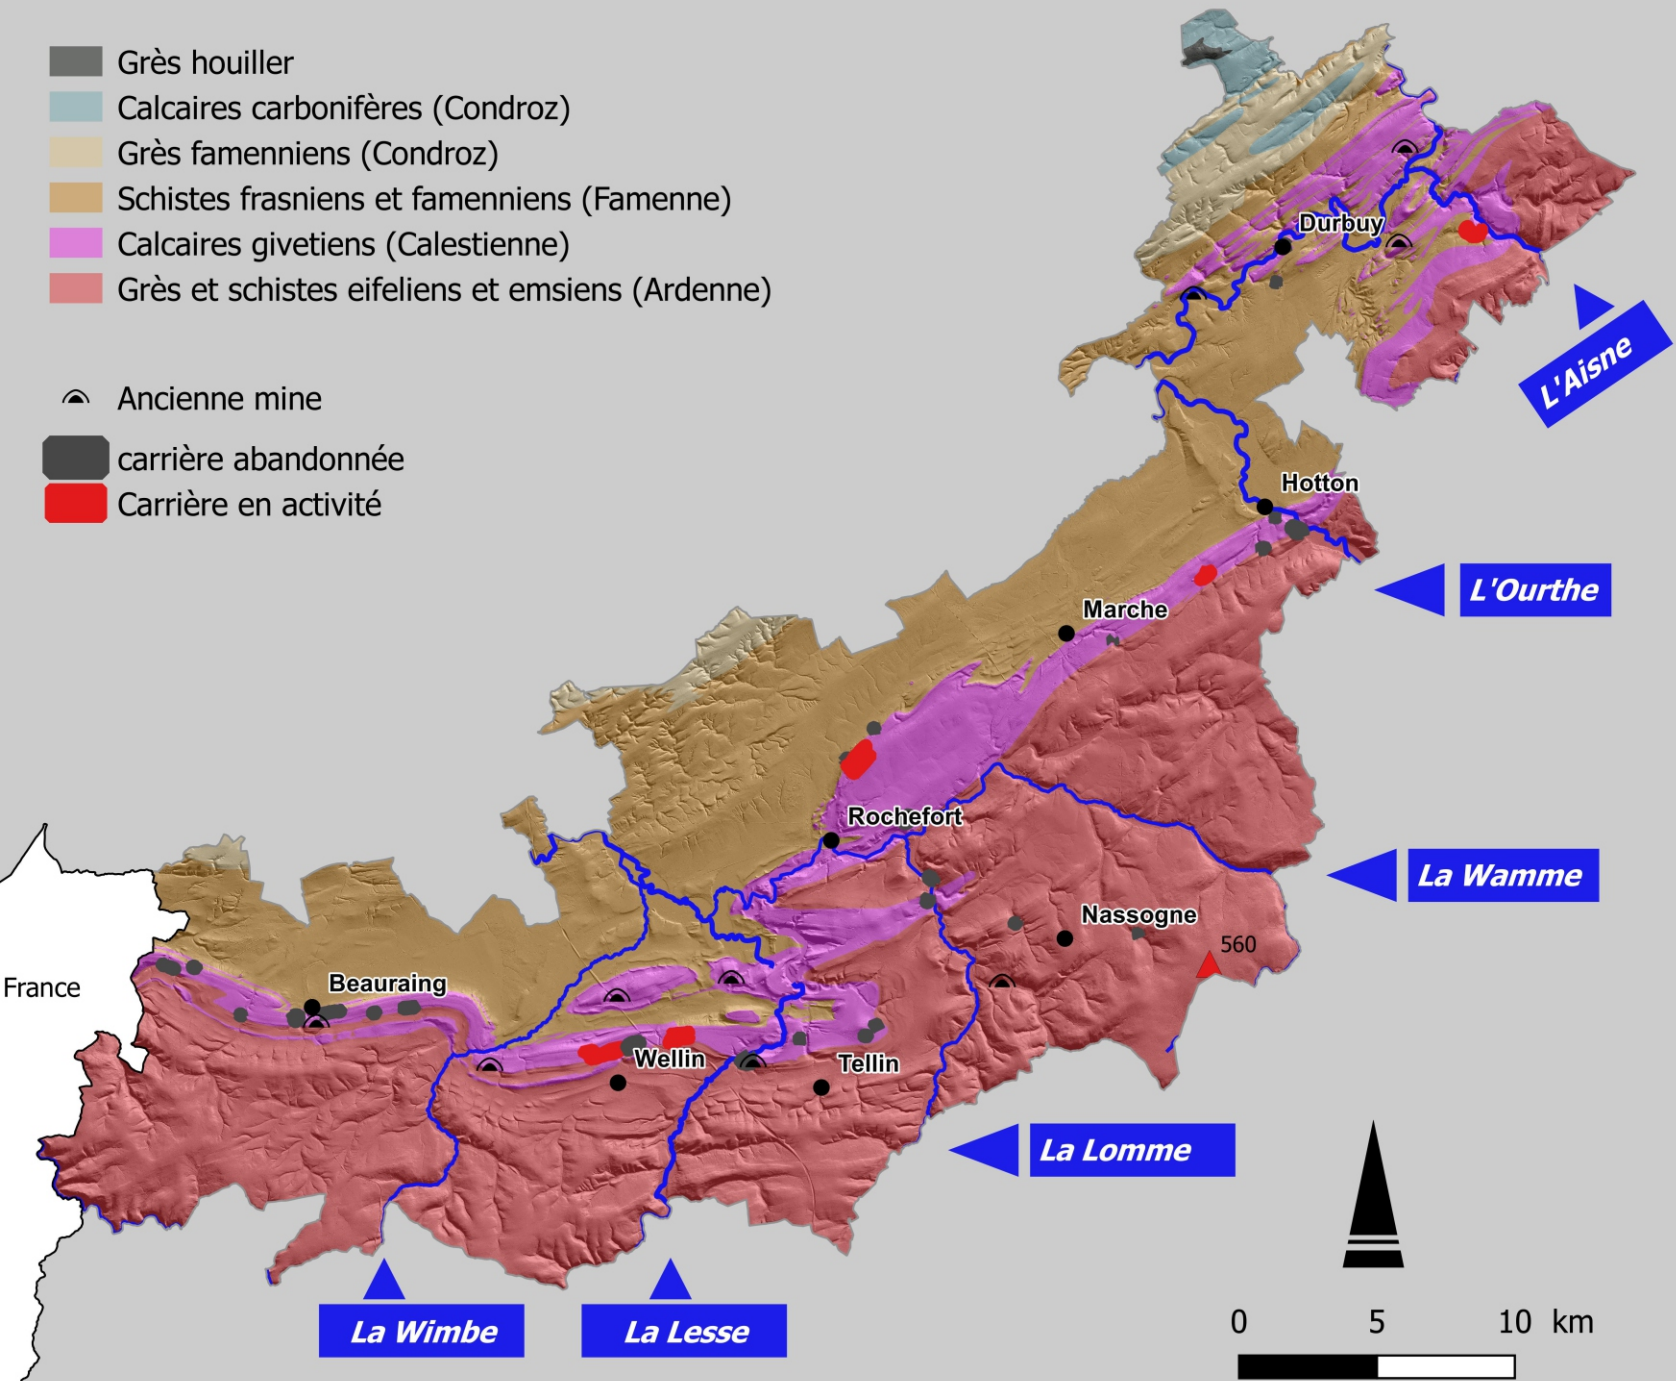 Grès houiller
Calcaires carbonifères (Condroz)
Grès famenniens (Condroz)
Schistes frasniens et famenniens (Famenne)
Calcaires givetiens (Calestienne)
Grès et schistes eifeliens et emsiens (Ardenne)
Ancienne mine
carrière abandonnée
Carrière en activité
Durbuy
L'Aisne
Hotton
L'Ourthe
Marche
Rochefort
La Wamme
Nassogne
560
France
Beauraing
Wellin
Tellin
La Lomme
La Wimbe
La Lesse
0 5 10 km